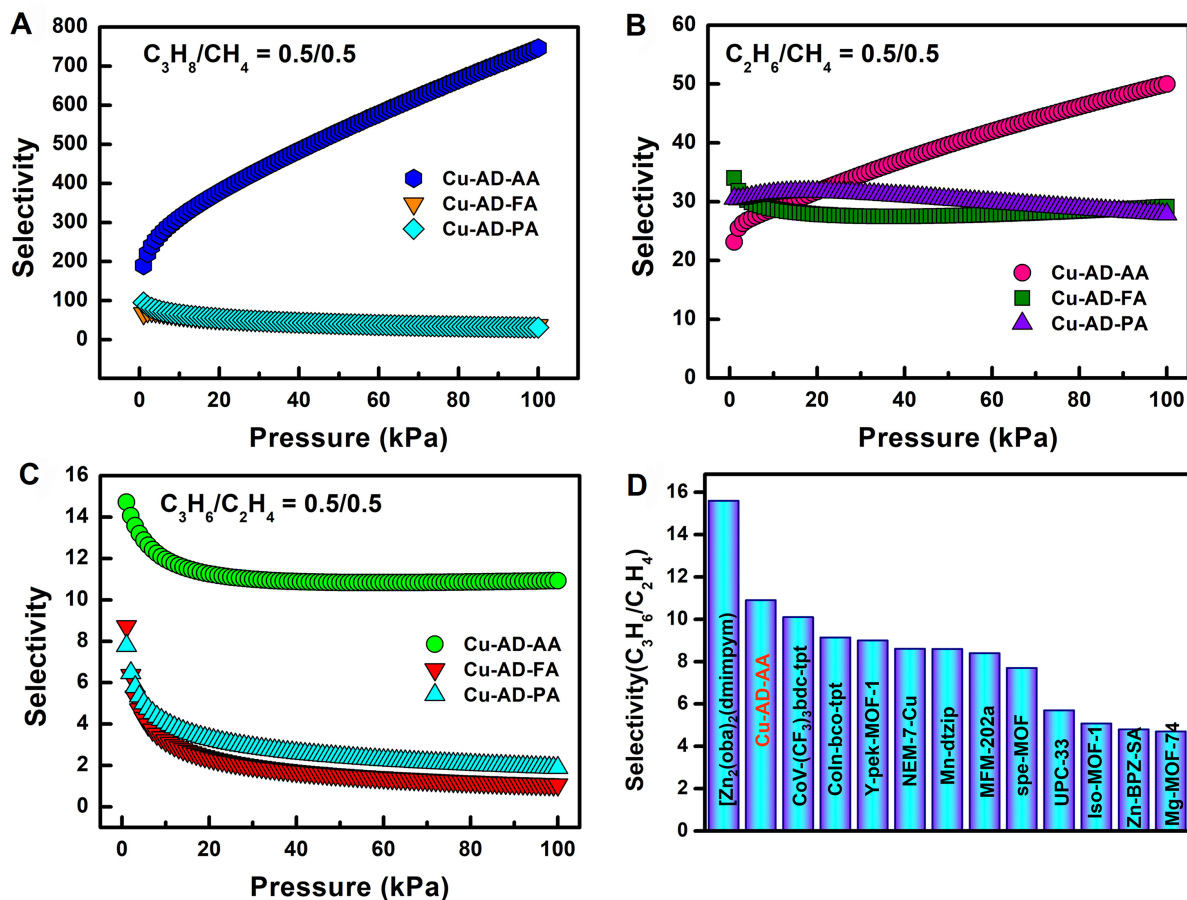 A
C₃H₈/CH₄ = 0.5/0.5
800
700
600
500
400
300
200
100
0
Selectivity
Cu-AD-AA
Cu-AD-FA
Cu-AD-PA
0 20 40 60 80 100
Pressure (kPa)
B
C₂H₆/CH₄ = 0.5/0.5
60
50
40
30
20
10
0
Selectivity
Cu-AD-AA
Cu-AD-FA
Cu-AD-PA
0 20 40 60 80 100
Pressure (kPa)
C
C₃H₆/C₂H₄ = 0.5/0.5
16
14
12
10
8
6
4
2
0
Selectivity
Cu-AD-AA
Cu-AD-FA
Cu-AD-PA
0 20 40 60 80 100
Pressure (kPa)
D
16
14
12
10
8
6
4
2
0
Selectivity(C₃H₆/C₂H₄)
[Zn₂(oba)₂(dmimpym)
Cu-AD-AA
CoV-(CF₃)₃bdc-tpt
CoIn-bco-tpt
Y-pek-MOF-1
NEM-7-Cu
Mn-dtzip
MFM-202a
spe-MOF
UPC-33
Iso-MOF-1
Zn-BPZ-SA
Mg-MOF-74